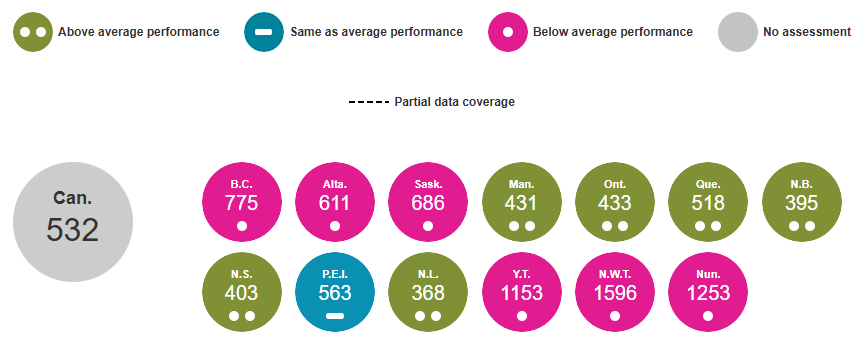 Above average performance
Same as average performance
Below average performance
No assessment
Partial data coverage
Can.
532
B.C.
775
Alta.
611
Sask.
686
Man.
431
Ont.
433
Que.
518
N.B.
395
N.S.
403
P.E.I.
563
N.L.
368
Y.T.
1153
N.W.T.
1596
Nun.
1253